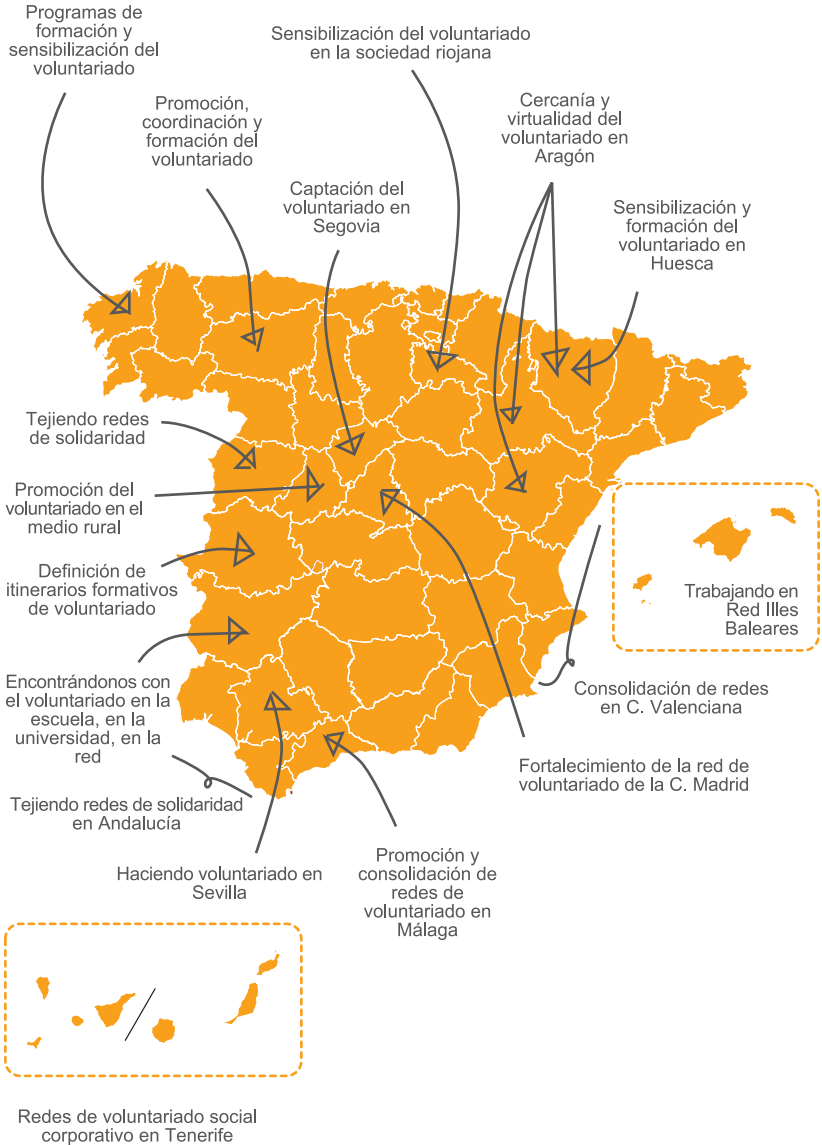 Programas de
formación y
sensibilización del
voluntariado
Sensibilización del voluntariado
en la sociedad riojana
Promoción,
coordinación y
formación del
voluntariado
Cercanía y
virtualidad del
voluntariado en
Aragón
Captación del
voluntariado en
Segovia
Sensibilización y
formación del
voluntariado en
Huesca
Tejiendo redes
de solidaridad
Promoción del
voluntariado en el
medio rural
Definición de
itinerarios formativos
de voluntariado
Trabajando en
Red Illes
Baleares
Encontrándonos con
el voluntariado en la
escuela, en la
universidad, en la
red
Consolidación de redes
en C. Valenciana
Fortalecimiento de la red de
voluntariado de la C. Madrid
Tejiendo redes de solidaridad
en Andalucía
Haciendo voluntariado en
Sevilla
Promoción y
consolidación de
redes de
voluntariado en
Málaga
Redes de voluntariado social
corporativo en Tenerife